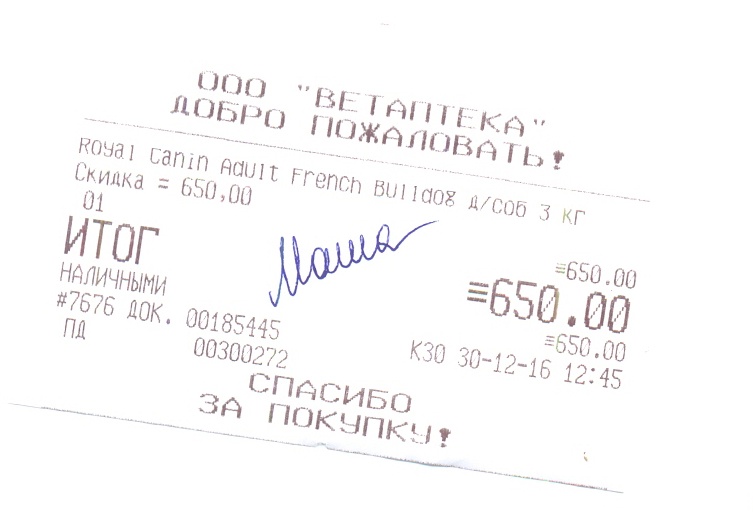 ООО "ВЕТАПТЕКА"
ДОБРО ПОЖАЛОВАТЬ!
Royal Canin Adult French Bulldog д/соб 3 кг
Скидка = 650,00
01 ≡650.00
ИТОГ ≡650.00
НАЛИЧНЫМИ ≡650.00
#7676 ДОК. 00185445 К30 30-12-16 12:45
ПД 00300272
Маша
СПАСИБО
ЗА ПОКУПКУ!